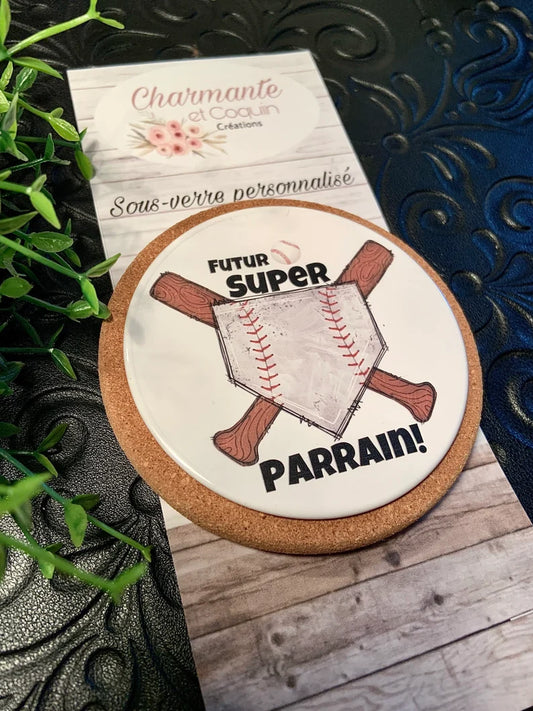 Charmante
et Coquin
Créations
Sous-verre personnalisé
Futur
Super
Parrain!